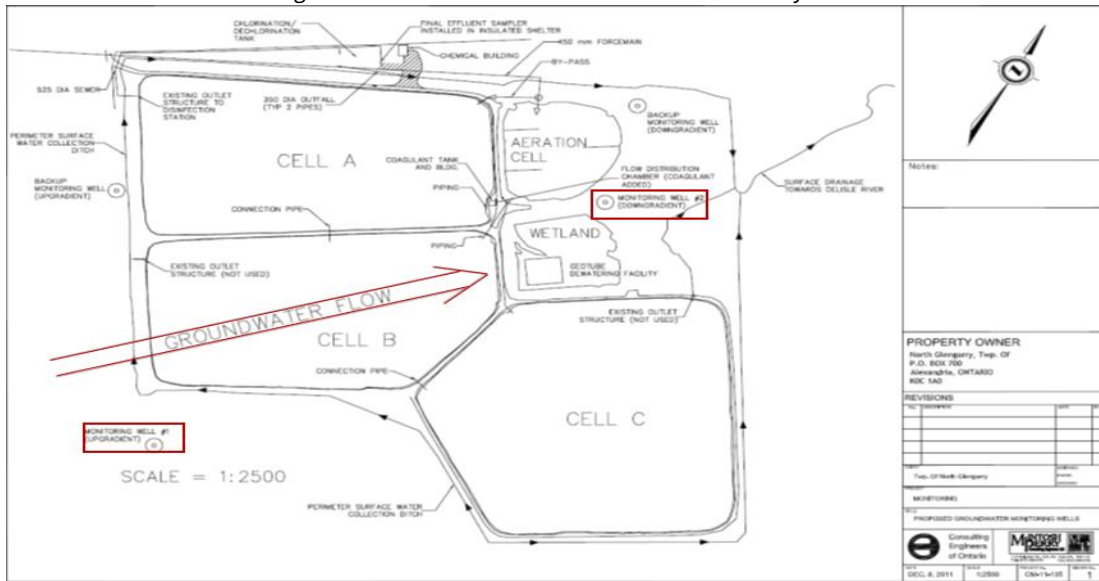 CHLORINATION/
DECHLORINATION
TANK
FINAL EFFLUENT SAMPLER
INSTALLED IN INSULATED SHELTER
CHEMICAL BUILDING
450 mm FORCEMAIN
BY-PASS
525 DIA SEWER
EXISTING OUTLET
STRUCTURE TO
DISINFECTION
STATION
350 DIA OUTFALL
(TYP 2 PIPES)
BACKUP
MONITORING WELL
(DOWNGRADIENT)
PERIMETER SURFACE
WATER COLLECTION
DITCH
AERATION
CELL
CELL A
COAGULANT TANK
AND BLDG.
FLOW DISTRIBUTION
CHAMBER (COAGULANT
ADDED)
SURFACE DRAINAGE
TOWARDS DELISLE RIVER
BACKUP
MONITORING WELL
(UPGRADIENT)
PIPING
MONITORING WELL #2
(DOWNGRADIENT)
CONNECTION PIPE
WETLAND
PIPING
EXISTING OUTLET
STRUCTURE (NOT USED)
GEOTUBE
DEWATERING FACILITY
GROUNDWATER FLOW
EXISTING OUTLET
STRUCTURE (NOT USED)
CELL B
CONNECTION PIPE
CELL C
MONITORING WELL #1
(UPGRADIENT)
SCALE = 1:2500
PERIMETER SURFACE WATER
COLLECTION DITCH
Notes:
PROPERTY OWNER
North Glengarry, Twp. Of
P.O. BOX 700
Alexandria, ONTARIO
K0C 1A0
REVISIONS
Twp. Of North Glengarry
MONITORING
PROPOSED GROUNDWATER MONITORING WELLS
Consulting
Engineers
of Ontario
McINTOSH
PERRY
DEC, 8, 2011
1:2500
CM-11-135
1